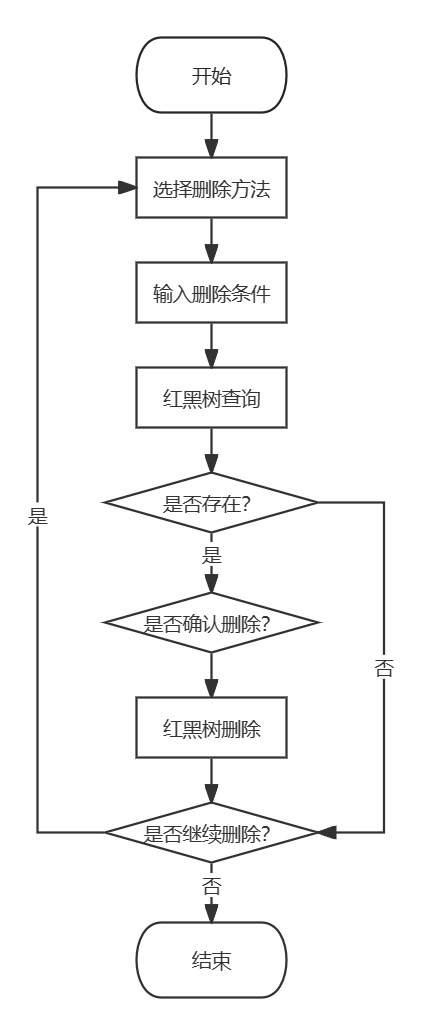 开始
选择删除方法
输入删除条件
红黑树查询
是否存在?
是
是
是否确认删除?
否
红黑树删除
是否继续删除?
否
结束